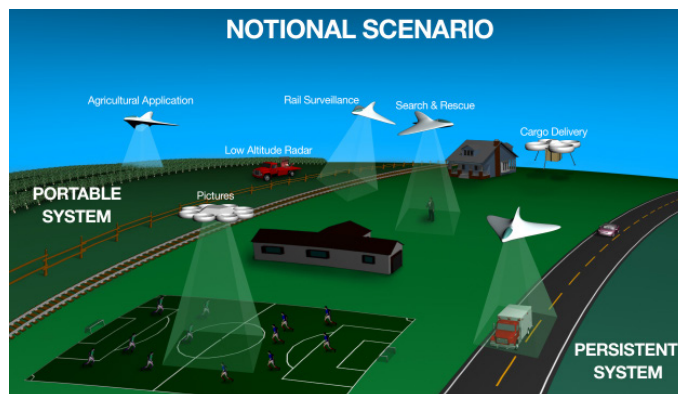 NOTIONAL SCENARIO
Agricultural Application
Rail Surveillance
Search & Rescue
Cargo Delivery
Low Altitude Radar
PORTABLE
SYSTEM
Pictures
PERSISTENT
SYSTEM